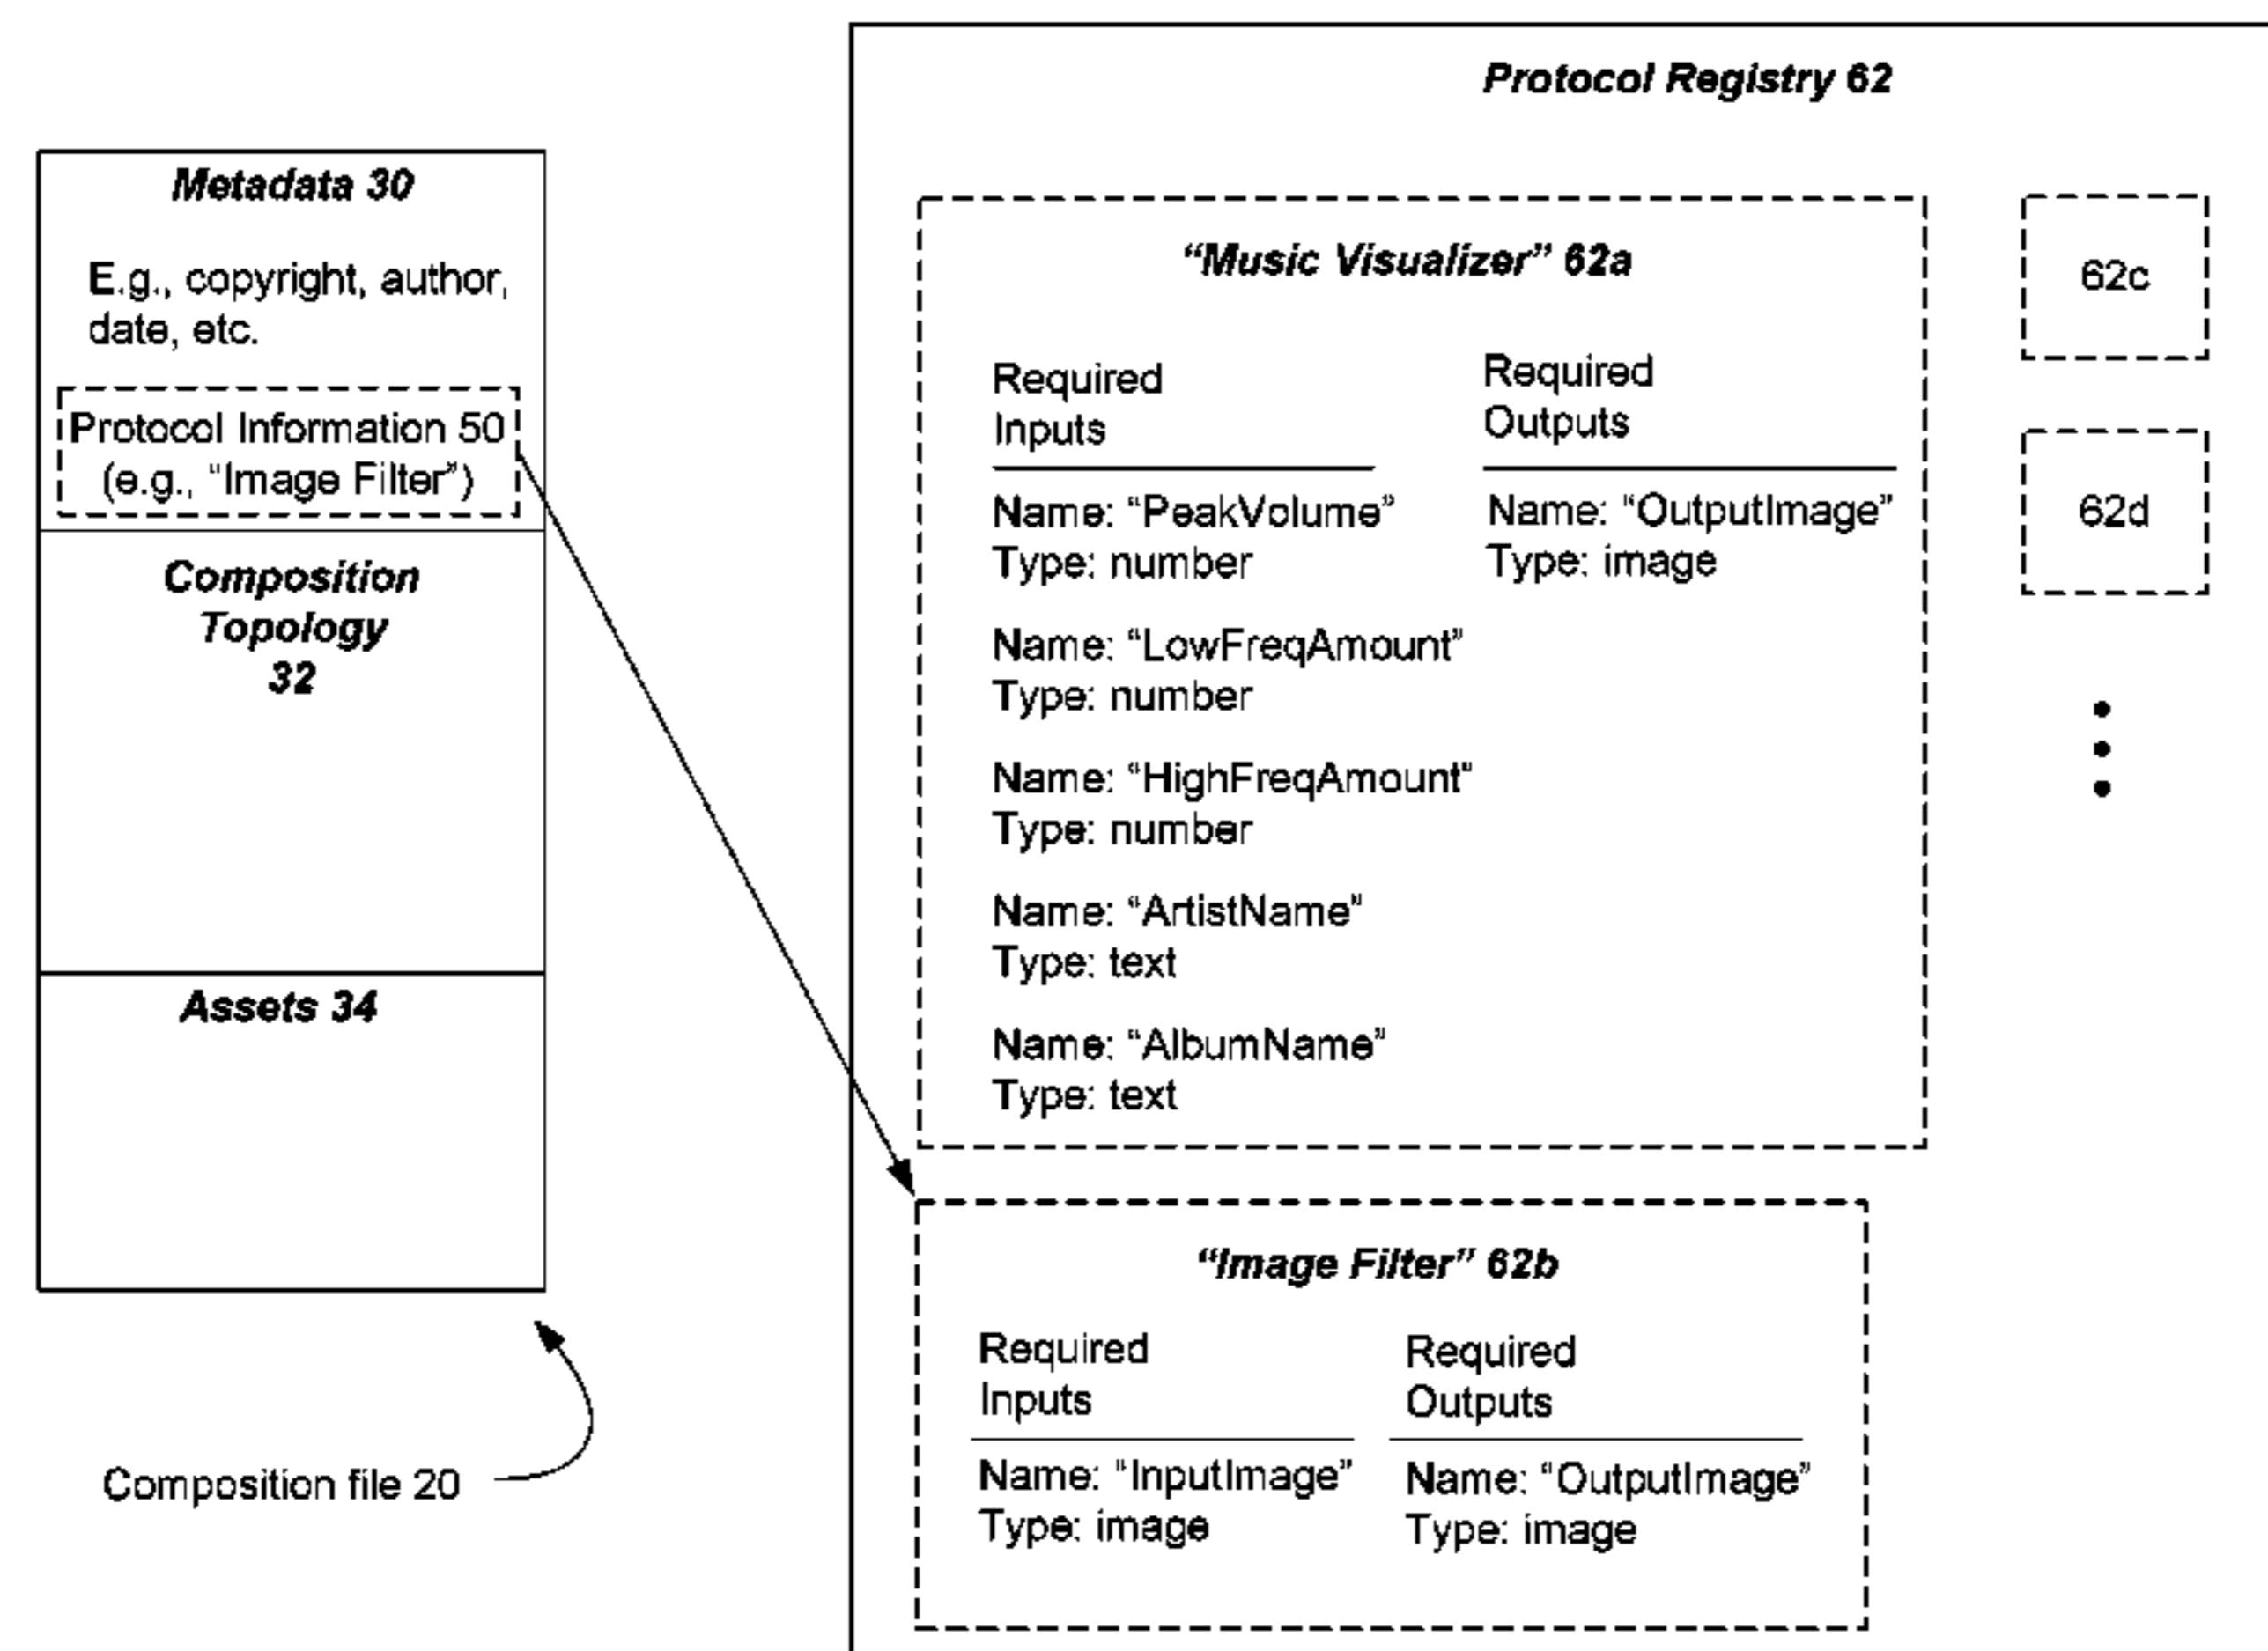 Protocol Registry 62
Metadata 30
E.g., copyright, author,
date, etc.
Protocol Information 50
(e.g., “Image Filter”)
Composition
Topology
32
Assets 34
Composition file 20
“Music Visualizer” 62a
Required
Inputs
Name: “PeakVolume”
Type: number
Name: “LowFreqAmount”
Type: number
Name: “HighFreqAmount”
Type: number
Name: “ArtistName”
Type: text
Name: “AlbumName”
Type: text
Required
Outputs
Name: “OutputImage”
Type: image
“Image Filter” 62b
Required
Inputs
Name: “InputImage”
Type: image
Required
Outputs
Name: “OutputImage”
Type: image
62c
62d